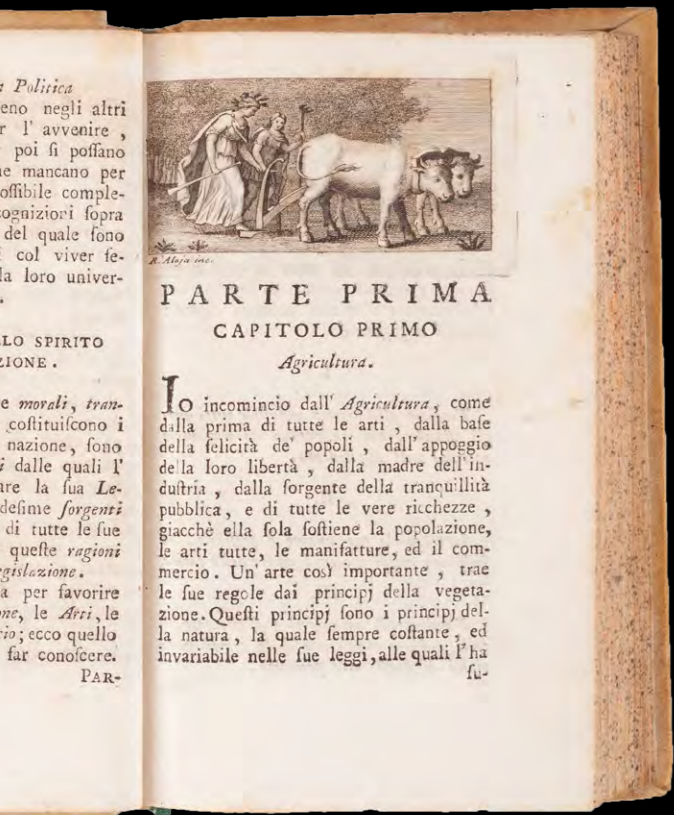 : Politica
eno negli altri
r l' avvenire ,
poi ſi poſſano
ne mancano per
oſſibile comple-
cognizioni ſopra
del quale ſono
i col viver ſe-
la loro univer-
.
LO SPIRITO
ZIONE .
e morali, tran-
coſtituiſcono i
nazione, ſono
i dalle quali l'
are la ſua Le-
deſime ſorgenti
di tutte le ſue
queſte ragioni
egislazione.
a per favorire
one, le Arti, le
rio; ecco quello
far conoſcere.
PAR-
R. Aloja inc.
PARTE PRIMA
CAPITOLO PRIMO
Agricultura.
Io incomincio dall' Agricultura, come
dalla prima di tutte le arti , dalla baſe
della felicità de' popoli , dall' appoggio
della loro libertà , dalla madre dell' in-
duſtria , dalla ſorgente della tranquillità
pubblica, e di tutte le vere ricchezze ,
giacchè ella ſola ſoſtiene la popolazione,
le arti tutte, le manifatture, ed il com-
mercio. Un' arte così importante , trae
le ſue regole dai principj della vegeta-
zione. Queſti principj ſono i principj del-
la natura, la quale ſempre coſtante, ed
invariabile nelle ſue leggi, alle quali l' ha
ſu-